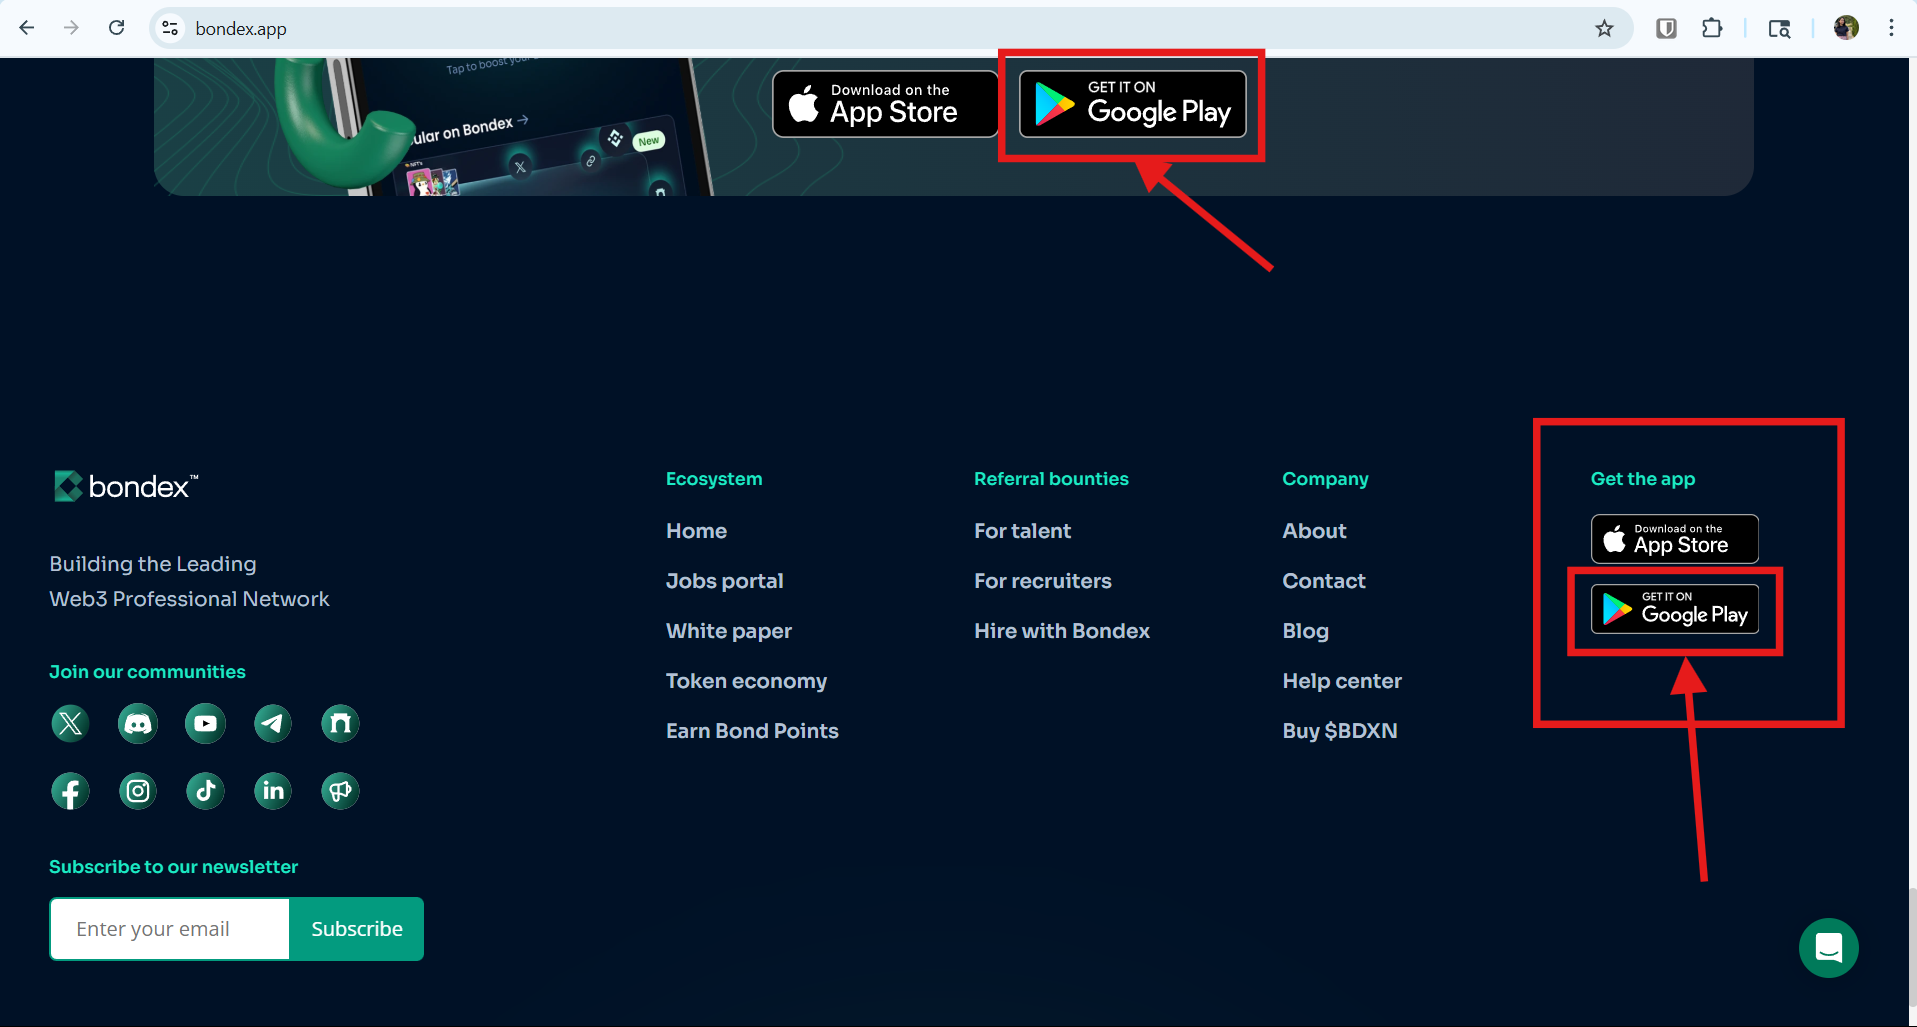 bondex.app
Tap to boost your
Download on the
App Store
GET IT ON
Google Play
ular on Bondex →
New
bondex™
Building the Leading
Web3 Professional Network
Join our communities
Subscribe to our newsletter
Enter your email
Subscribe
Ecosystem
Home
Jobs portal
White paper
Token economy
Earn Bond Points
Referral bounties
For talent
For recruiters
Hire with Bondex
Company
About
Contact
Blog
Help center
Buy $BDXN
Get the app
Download on the
App Store
GET IT ON
Google Play